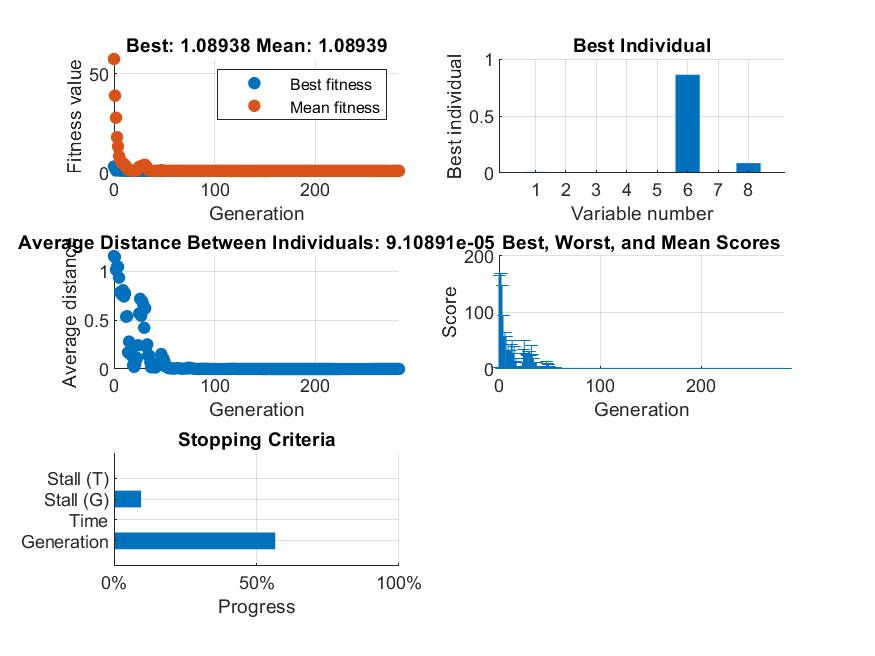 Best: 1.08938 Mean: 1.08939
Fitness value
50
0
Best fitness
Mean fitness
0 100 200
Generation
Best Individual
Best individual
1
0.5
0
1 2 3 4 5 6 7 8
Variable number
Average Distance Between Individuals: 9.10891e-05
Average distance
1
0.5
0
0 100 200
Generation
Best, Worst, and Mean Scores
Score
200
100
0
0 100 200
Generation
Stopping Criteria
Stall (T)
Stall (G)
Time
Generation
0% 50% 100%
Progress